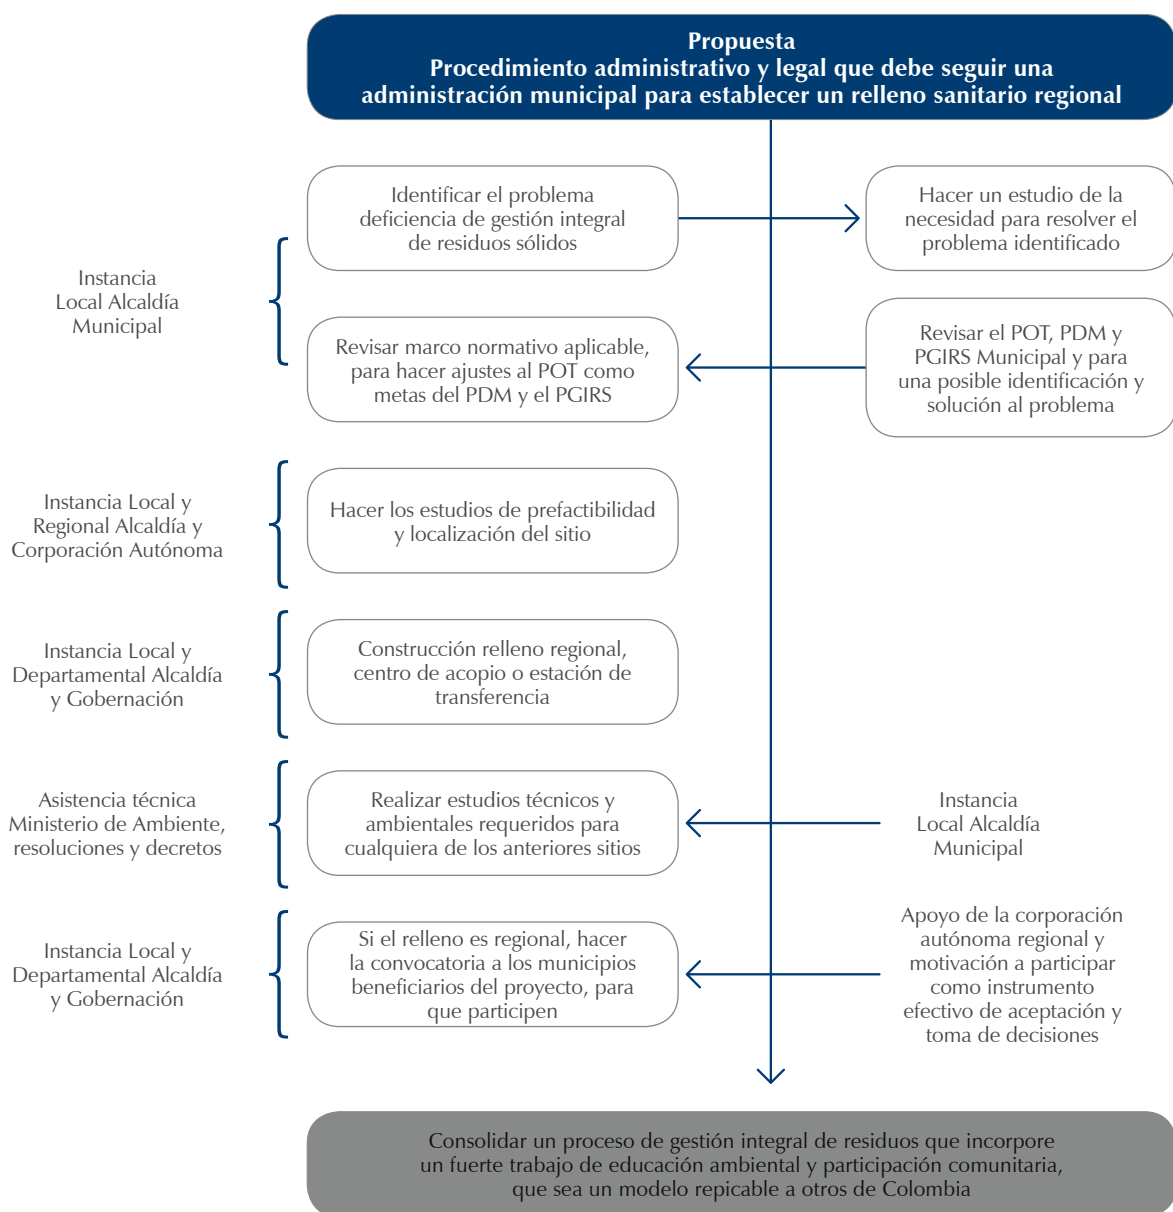 Propuesta
Procedimiento administrativo y legal que debe seguir una
administración municipal para establecer un relleno sanitario regional
Identificar el problema
deficiencia de gestión integral
de residuos sólidos
Hacer un estudio de la
necesidad para resolver el
problema identificado
Instancia
Local Alcaldía
Municipal
Revisar marco normativo aplicable,
para hacer ajustes al POT como
metas del PDM y el PGIRS
Revisar el POT, PDM y
PGIRS Municipal y para
una posible identificación y
solución al problema
Instancia Local y
Regional Alcaldía y
Corporación Autónoma
Hacer los estudios de prefactibilidad
y localización del sitio
Instancia Local y
Departamental Alcaldía
y Gobernación
Construcción relleno regional,
centro de acopio o estación de
transferencia
Asistencia técnica
Ministerio de Ambiente,
resoluciones y decretos
Realizar estudios técnicos y
ambientales requeridos para
cualquiera de los anteriores sitios
Instancia
Local Alcaldía
Municipal
Instancia Local y
Departamental Alcaldía
y Gobernación
Si el relleno es regional, hacer
la convocatoria a los municipios
beneficiarios del proyecto, para
que participen
Apoyo de la corporación
autónoma regional y
motivación a participar
como instrumento
efectivo de aceptación y
toma de decisiones
Consolidar un proceso de gestión integral de residuos que incorpore
un fuerte trabajo de educación ambiental y participación comunitaria,
que sea un modelo repicable a otros de Colombia